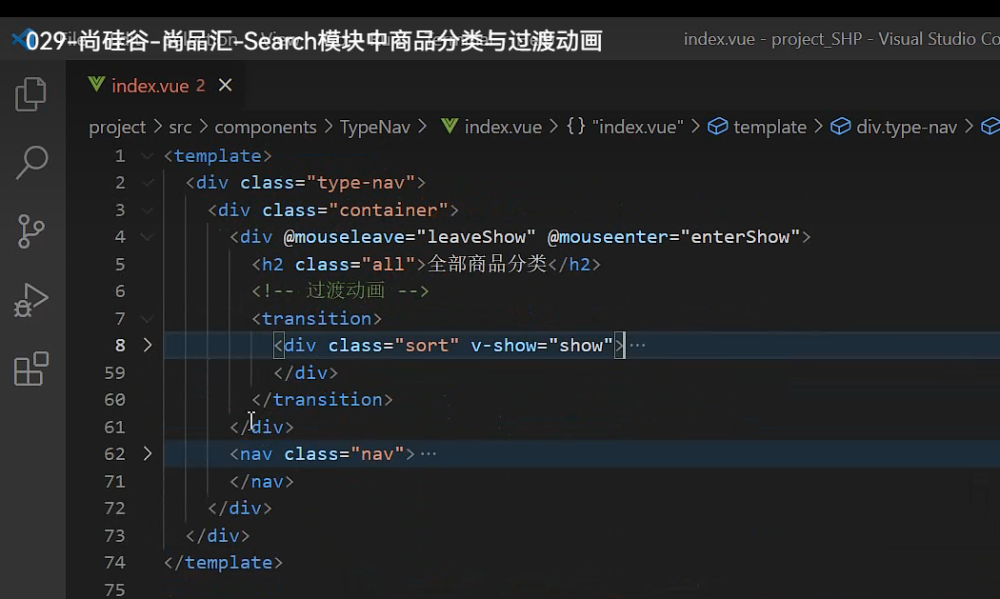 029-尚硅谷-尚品汇-Search模块中商品分类与过渡动画
index.vue - project_SHP - Visual Studio Co
index.vue 2
project > src > components > TypeNav > index.vue > {} "index.vue" > template > div.type-nav >
1 <template>
2 <div class="type-nav">
3 <div class="container">
4 <div @mouseleave="leaveShow" @mouseenter="enterShow">
5 <h2 class="all">全部商品分类</h2>
6 <!-- 过渡动画 -->
7 <transition>
8 <div class="sort" v-show="show">···
59 </div>
60 </transition>
61 </div>
62 <nav class="nav">···
71 </nav>
72 </div>
73 </div>
74 </template>
75